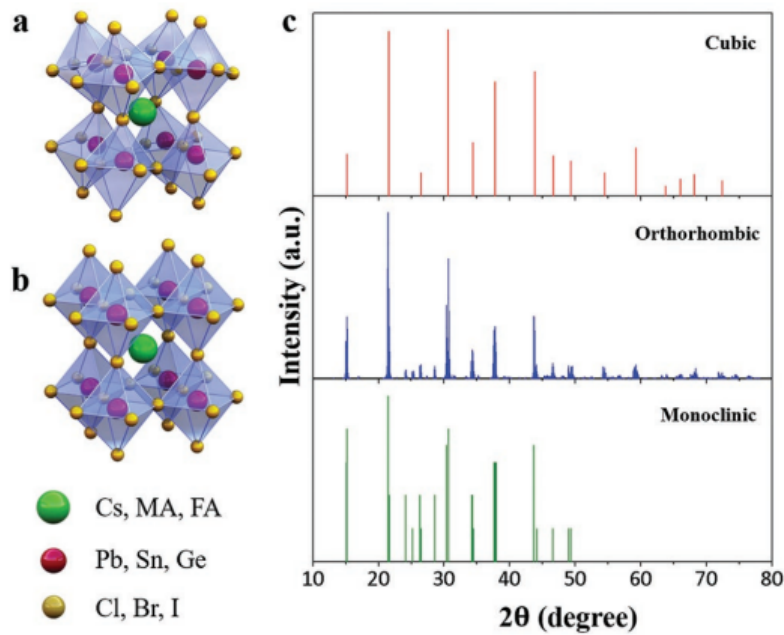 a
b
Cs, MA, FA
Pb, Sn, Ge
Cl, Br, I
c
Cubic
Orthorhombic
Monoclinic
Intensity (a.u.)
10 20 30 40 50 60 70 80
2θ (degree)